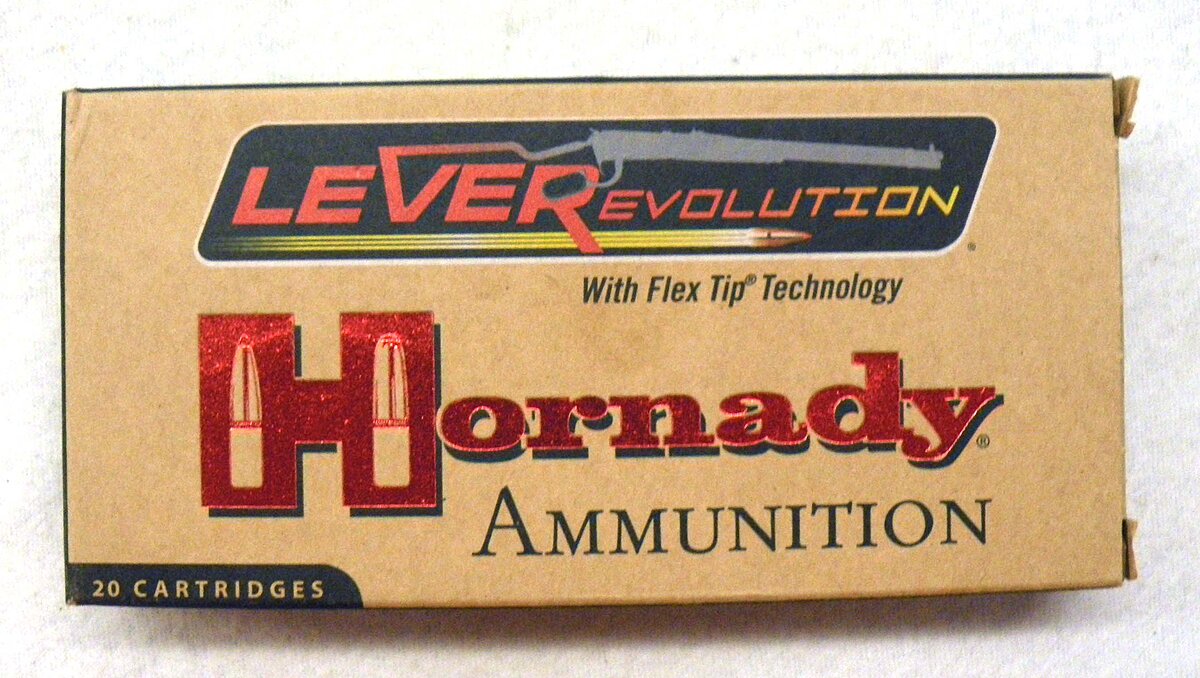 LEVEREVOLUTION®
With Flex Tip® Technology
Hornady®
AMMUNITION
20 CARTRIDGES